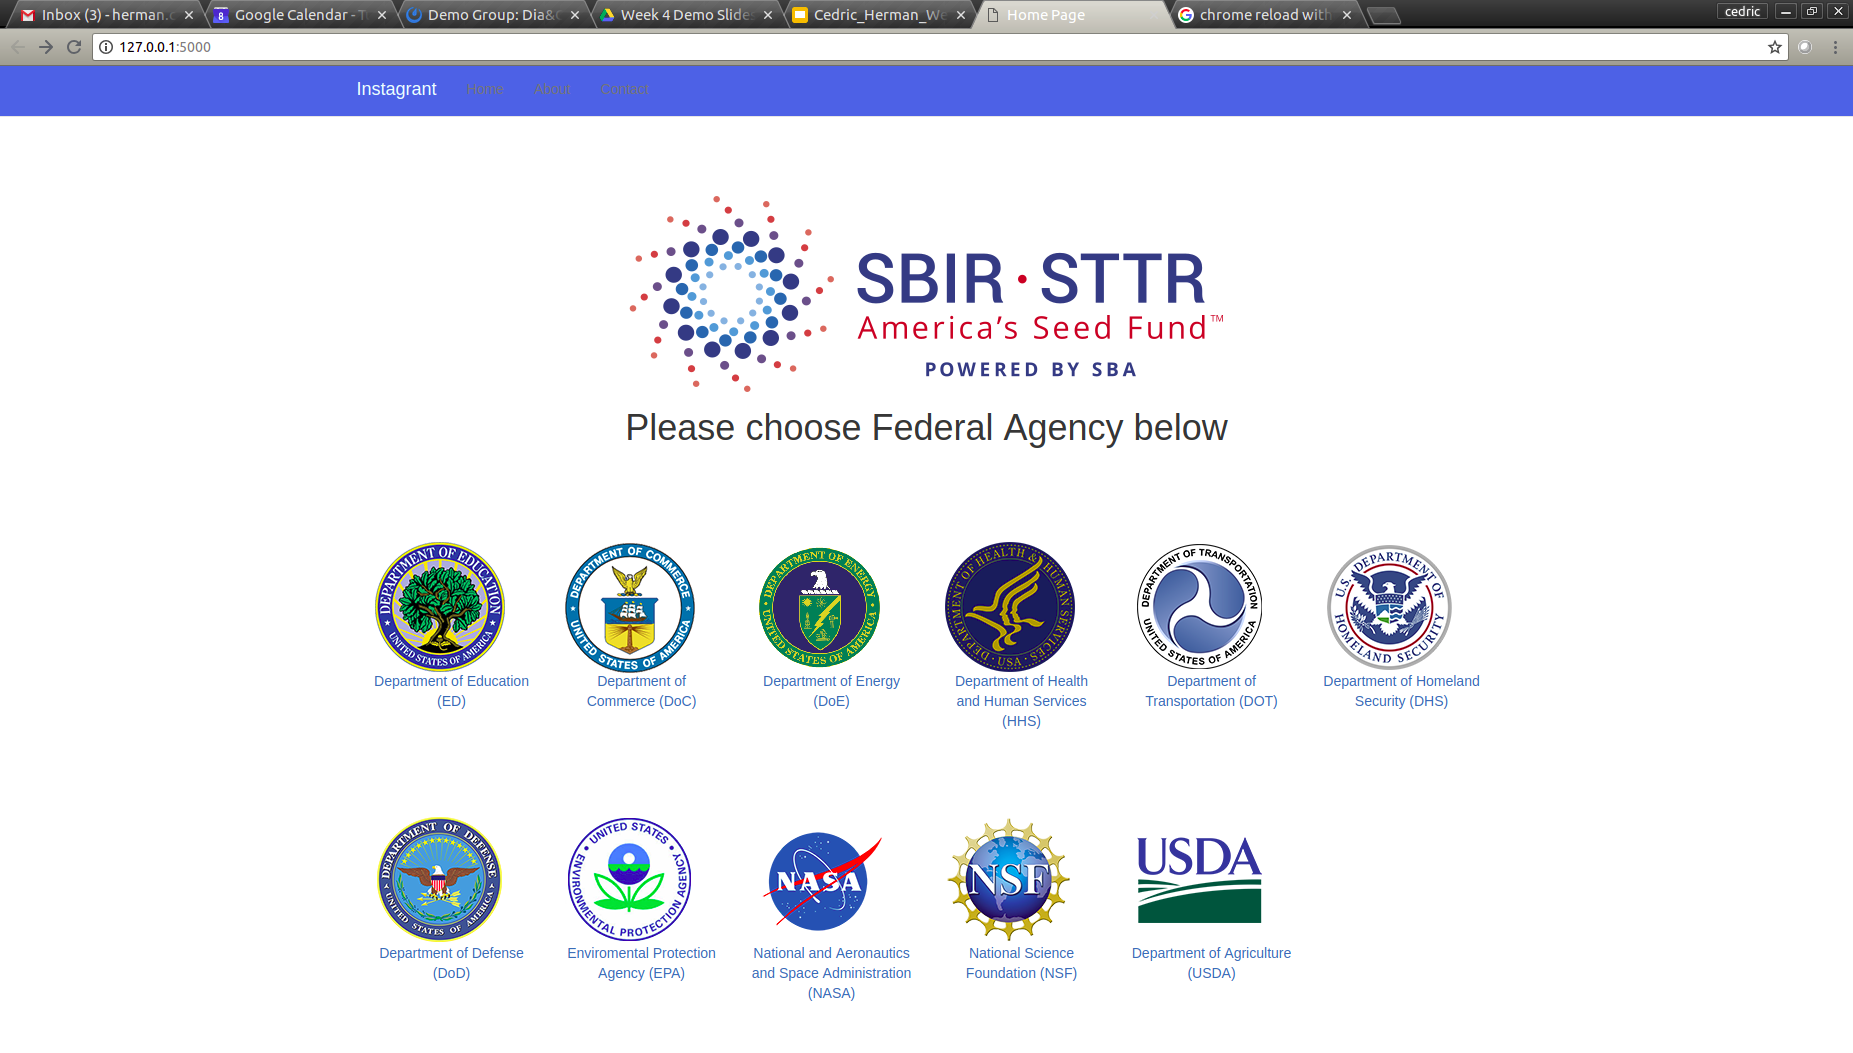 Inbox (3) - herman.c
Google Calendar - T
Demo Group: Dia&C
Week 4 Demo Slide
Cedric_Herman_We
Home Page
chrome reload with
cedric
127.0.0.1:5000
Instagrant Home About Contact
SBIR · STTR
America's Seed Fund™
POWERED BY SBA
Please choose Federal Agency below
DEPARTMENT OF EDUCATION
UNITED STATES OF AMERICA
DEPARTMENT OF COMMERCE
UNITED STATES OF AMERICA
DEPARTMENT OF ENERGY
UNITED STATES OF AMERICA
DEPARTMENT OF HEALTH & HUMAN SERVICES · USA
DEPARTMENT OF TRANSPORTATION
UNITED STATES OF AMERICA
U.S. DEPARTMENT OF
HOMELAND SECURITY
Department of Education
(ED)
Department of
Commerce (DoC)
Department of Energy
(DoE)
Department of Health
and Human Services
(HHS)
Department of
Transportation (DOT)
Department of Homeland
Security (DHS)
DEPARTMENT OF DEFENSE
UNITED STATES OF AMERICA
UNITED STATES
ENVIRONMENTAL PROTECTION AGENCY
NASA
NSF
USDA
Department of Defense
(DoD)
Enviromental Protection
Agency (EPA)
National and Aeronautics
and Space Administration
(NASA)
National Science
Foundation (NSF)
Department of Agriculture
(USDA)